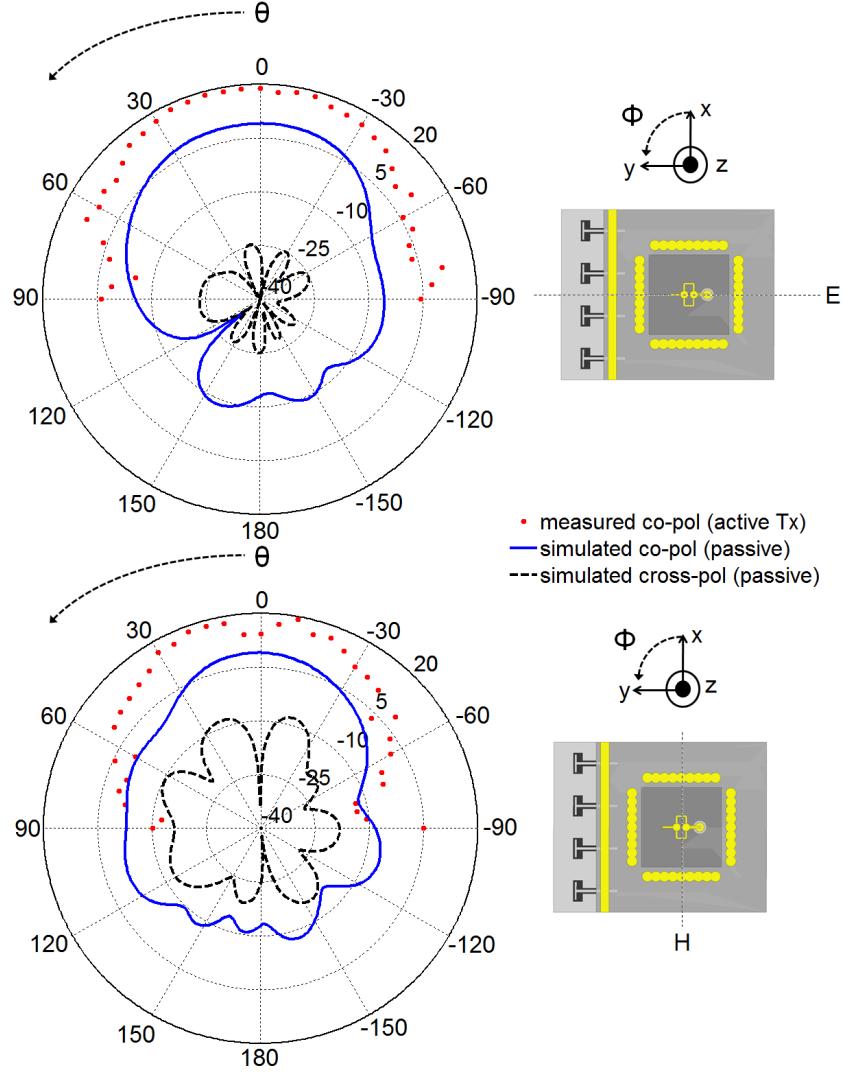 θ
0
30
-30
20
60
5
-60
-10
-25
-40
90
-90
120
-120
150
-150
180
Φ
x
y
z
E
measured co-pol (active Tx)
simulated co-pol (passive)
simulated cross-pol (passive)
θ
0
30
-30
20
60
5
-60
-10
-25
-40
90
-90
120
-120
150
-150
180
Φ
x
y
z
H